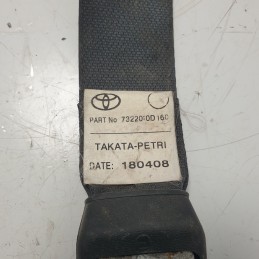 PART No 73220-0D160
TAKATA-PETRI
DATE: 180408